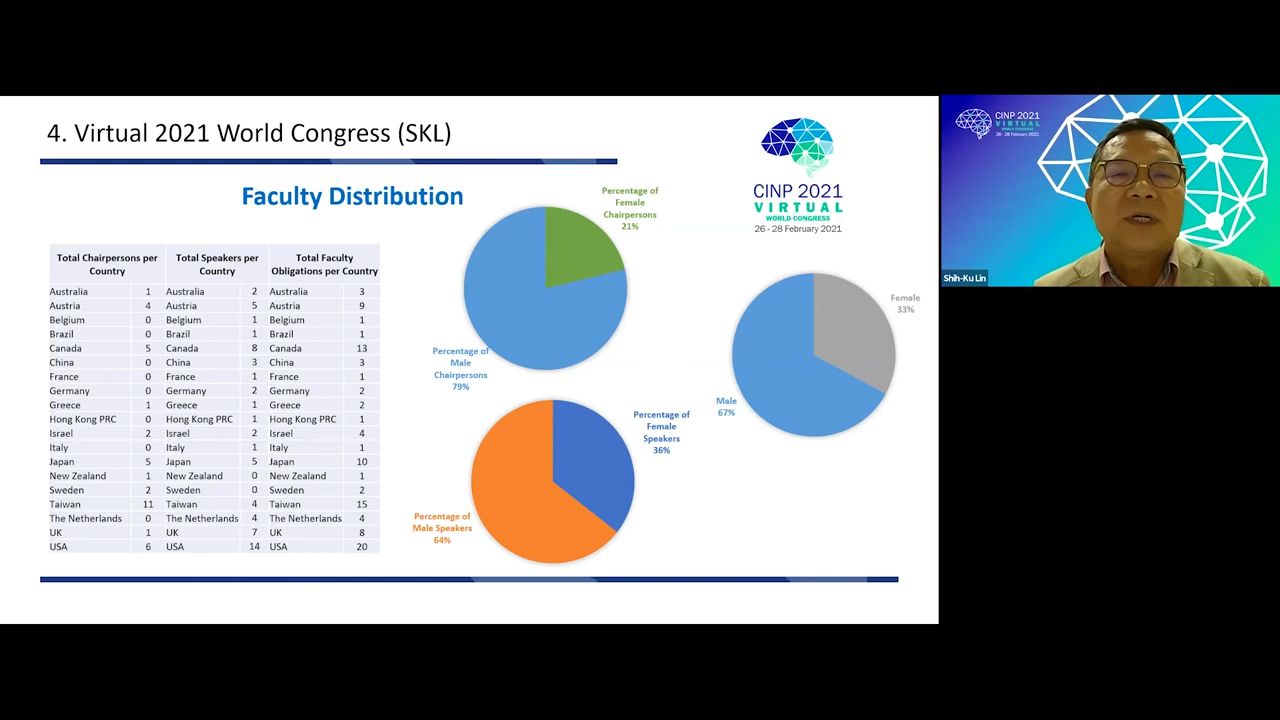 4. Virtual 2021 World Congress (SKL)
Faculty Distribution
CINP 2021
VIRTUAL
WORLD CONGRESS
26 - 28 February 2021
Total Chairpersons per Country Total Speakers per Country Total Faculty Obligations per Country
Australia 1 Australia 2 Australia 3
Austria 4 Austria 5 Austria 9
Belgium 0 Belgium 1 Belgium 1
Brazil 0 Brazil 1 Brazil 1
Canada 5 Canada 8 Canada 13
China 0 China 3 China 3
France 0 France 1 France 1
Germany 0 Germany 2 Germany 2
Greece 1 Greece 1 Greece 2
Hong Kong PRC 0 Hong Kong PRC 1 Hong Kong PRC 1
Israel 2 Israel 2 Israel 4
Italy 0 Italy 1 Italy 1
Japan 5 Japan 5 Japan 10
New Zealand 1 New Zealand 0 New Zealand 1
Sweden 2 Sweden 0 Sweden 2
Taiwan 11 Taiwan 4 Taiwan 15
The Netherlands 0 The Netherlands 4 The Netherlands 4
UK 1 UK 7 UK 8
USA 6 USA 14 USA 20
Percentage of
Female
Chairpersons
21%
Percentage of
Male
Chairpersons
79%
Percentage of
Female
Speakers
36%
Percentage of
Male Speakers
64%
Female
33%
Male
67%
CINP 2021
VIRTUAL
WORLD CONGRESS
26 - 28 February 2021
Shih-Ku Lin